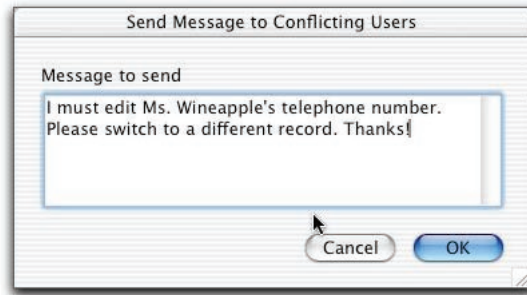 Send Message to Conflicting Users
Message to send
I must edit Ms. Wineapple's telephone number.
Please switch to a different record. Thanks!
Cancel OK